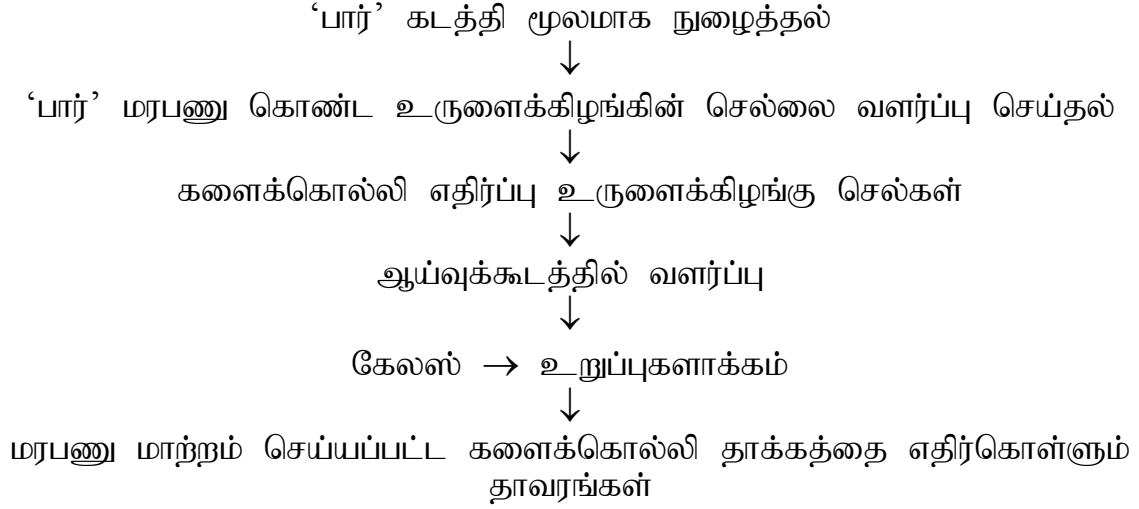 ‘பார்’ கடத்தி மூலமாக நுழைத்தல்
↓
‘பார்’ மரபணு கொண்ட உருளைக்கிழங்கின் செல்லை வளர்ப்பு செய்தல்
↓
களைக்கொல்லி எதிர்ப்பு உருளைக்கிழங்கு செல்கள்
↓
ஆய்வுக்கூடத்தில் வளர்ப்பு
↓
கேலஸ் → உறுப்புகளாக்கம்
↓
மரபணு மாற்றம் செய்யப்பட்ட களைக்கொல்லி தாக்கத்தை எதிர்கொள்ளும்
தாவரங்கள்